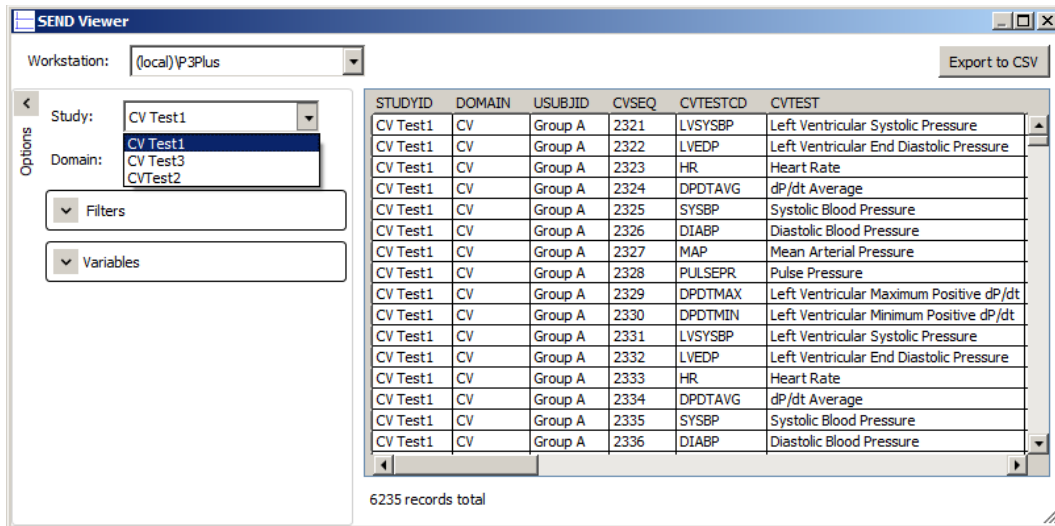 SEND Viewer
Workstation: (local)\P3Plus Export to CSV
Options
Study: CV Test1
CV Test1
CV Test3
CVTest2
Domain:
Filters
Variables
STUDYID DOMAIN USUBJID CVSEQ CVTESTCD CVTEST
CV Test1 CV Group A 2321 LVSYSBP Left Ventricular Systolic Pressure
CV Test1 CV Group A 2322 LVEDP Left Ventricular End Diastolic Pressure
CV Test1 CV Group A 2323 HR Heart Rate
CV Test1 CV Group A 2324 DPDTAVG dP/dt Average
CV Test1 CV Group A 2325 SYSBP Systolic Blood Pressure
CV Test1 CV Group A 2326 DIABP Diastolic Blood Pressure
CV Test1 CV Group A 2327 MAP Mean Arterial Pressure
CV Test1 CV Group A 2328 PULSEPR Pulse Pressure
CV Test1 CV Group A 2329 DPDTMAX Left Ventricular Maximum Positive dP/dt
CV Test1 CV Group A 2330 DPDTMIN Left Ventricular Minimum Positive dP/dt
CV Test1 CV Group A 2331 LVSYSBP Left Ventricular Systolic Pressure
CV Test1 CV Group A 2332 LVEDP Left Ventricular End Diastolic Pressure
CV Test1 CV Group A 2333 HR Heart Rate
CV Test1 CV Group A 2334 DPDTAVG dP/dt Average
CV Test1 CV Group A 2335 SYSBP Systolic Blood Pressure
CV Test1 CV Group A 2336 DIABP Diastolic Blood Pressure
6235 records total